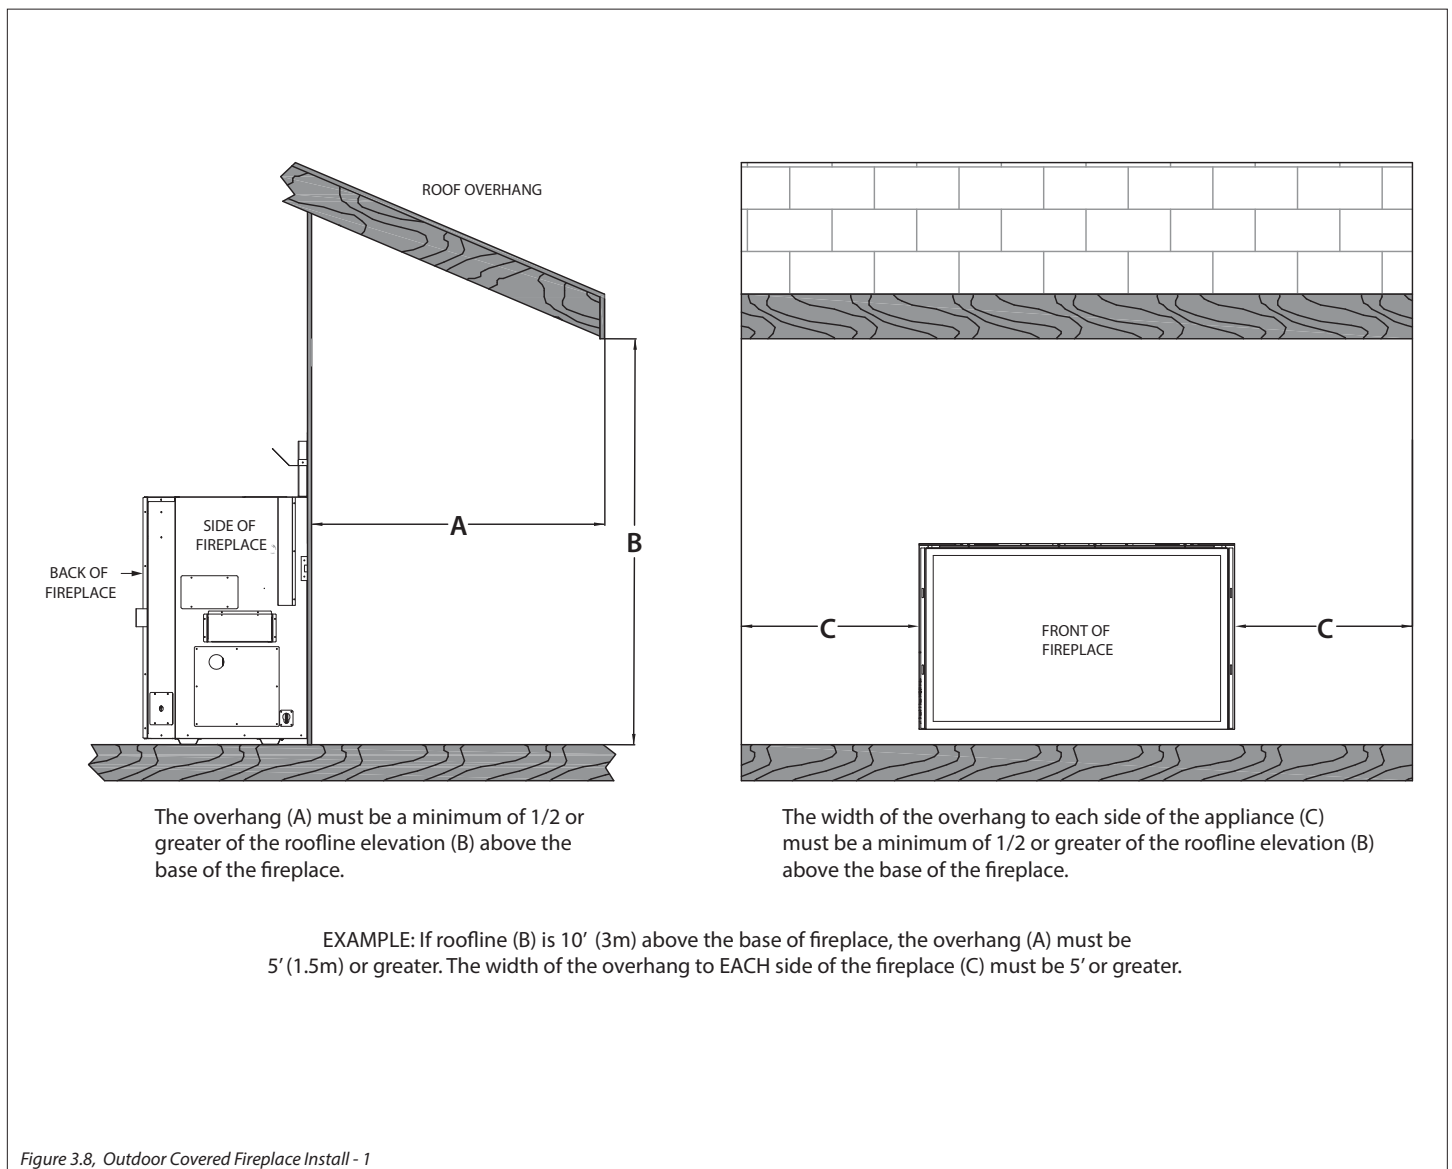 ROOF OVERHANG
A
B
SIDE OF
FIREPLACE
BACK OF
FIREPLACE
C
C
FRONT OF
FIREPLACE
The overhang (A) must be a minimum of 1/2 or
greater of the roofline elevation (B) above the
base of the fireplace.
The width of the overhang to each side of the appliance (C)
must be a minimum of 1/2 or greater of the roofline elevation (B)
above the base of the fireplace.
EXAMPLE: If roofline (B) is 10' (3m) above the base of fireplace, the overhang (A) must be
5' (1.5m) or greater. The width of the overhang to EACH side of the fireplace (C) must be 5' or greater.
Figure 3.8, Outdoor Covered Fireplace Install - 1